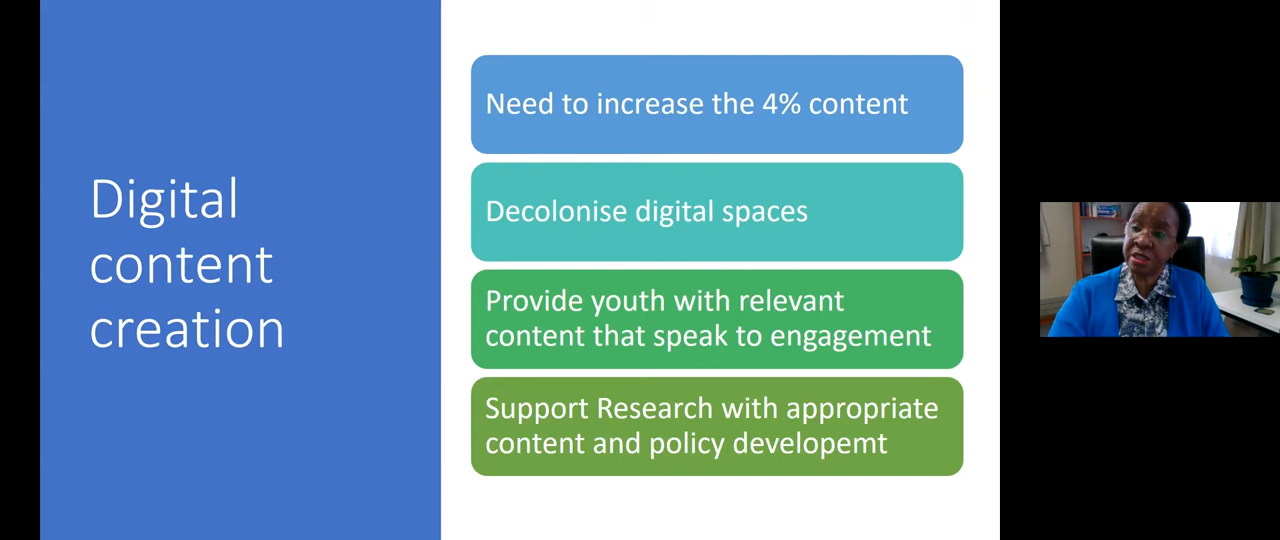 Digital
content
creation
Need to increase the 4% content
Decolonise digital spaces
Provide youth with relevant
content that speak to engagement
Support Research with appropriate
content and policy developemt